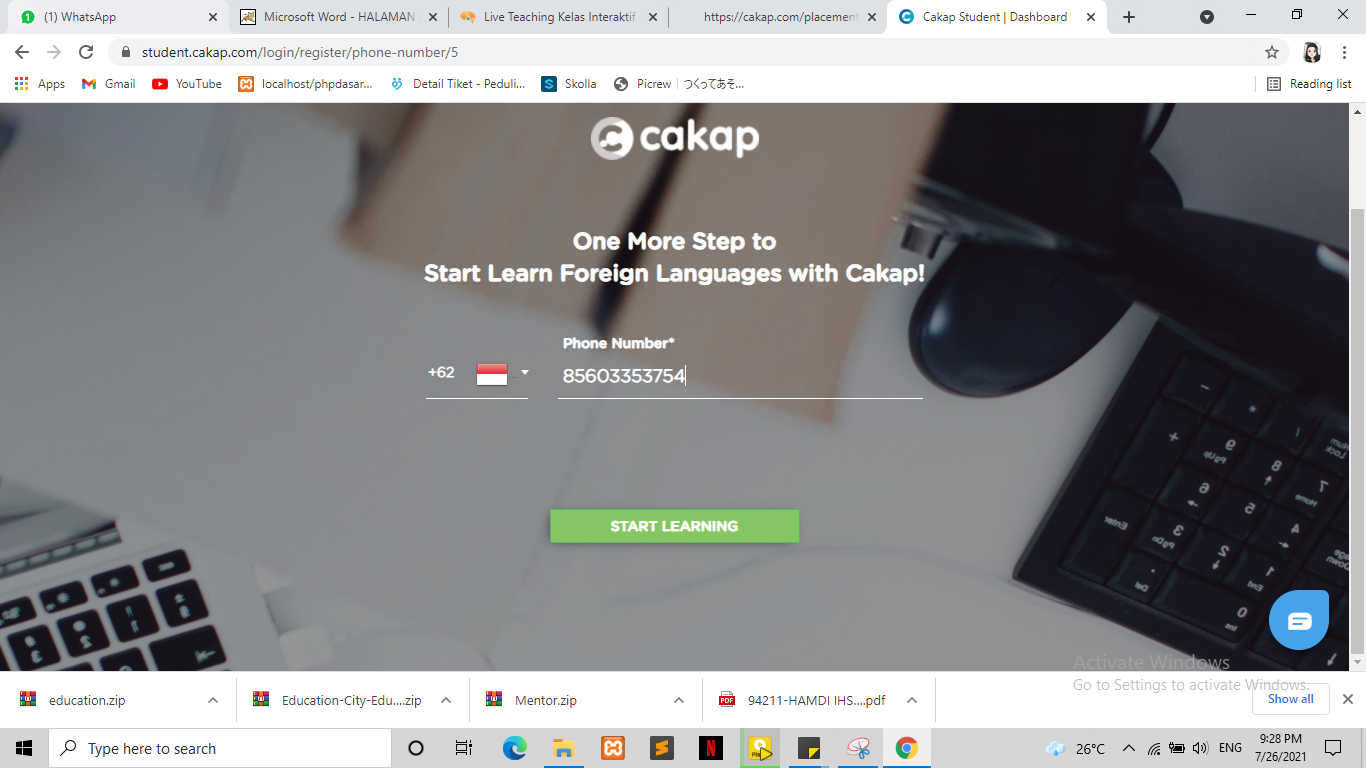 (1) WhatsApp
Microsoft Word - HALAMAN
Live Teaching Kelas Interaktif
https://cakap.com/placement
Cakap Student | Dashboard
student.cakap.com/login/register/phone-number/5
Apps
Gmail
YouTube
localhost/phpdasar...
Detail Tiket - Peduli...
Skolla
Picrew | つくってあそ...
Reading list
cakap
One More Step to
Start Learn Foreign Languages with Cakap!
Phone Number*
+62
85603353754
START LEARNING
Activate Windows
Go to Settings to activate Windows.
education.zip
Education-City-Edu....zip
Mentor.zip
PDF
94211-HAMDI IHS....pdf
Show all
Type here to search
26°C
ENG
9:28 PM
7/26/2021